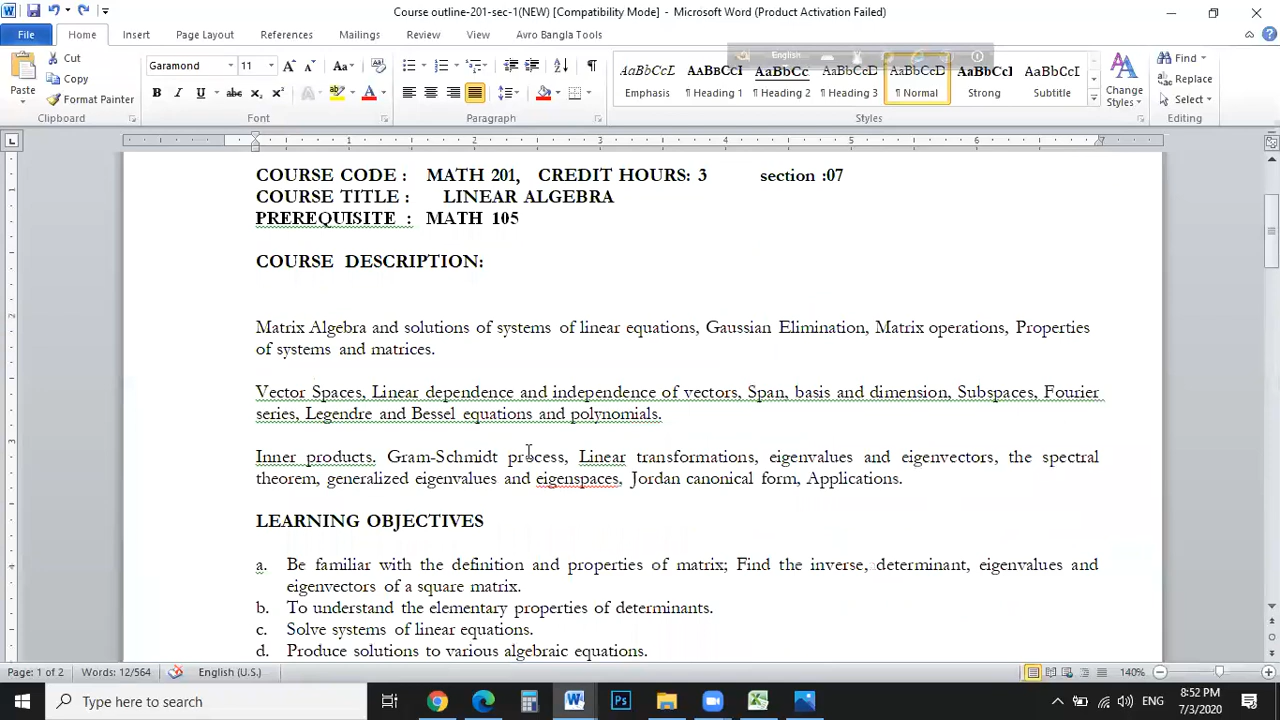 Course outline-201-sec-1(NEW) [Compatibility Mode] - Microsoft Word (Product Activation Failed)
File Home Insert Page Layout References Mailings Review View Avro Bangla Tools
English
Paste
Cut
Copy
Format Painter
Clipboard
Garamond 11
Font
Paragraph
AaBbCcL AABBCCI AaBbCc AaBbCcD AaBbCcD AaBbCcI AaBbCcD
Emphasis ¶ Heading 1 ¶ Heading 2 ¶ Heading 3 ¶ Normal Strong Subtitle
Styles
Change Styles
Find
Replace
Select
Editing
1 2 3 4 5 6 7
COURSE CODE : MATH 201, CREDIT HOURS: 3 section :07
COURSE TITLE : LINEAR ALGEBRA
PREREQUISITE : MATH 105
COURSE DESCRIPTION:
Matrix Algebra and solutions of systems of linear equations, Gaussian Elimination, Matrix operations, Properties
of systems and matrices.
Vector Spaces, Linear dependence and independence of vectors, Span, basis and dimension, Subspaces, Fourier
series, Legendre and Bessel equations and polynomials.
Inner products. Gram-Schmidt process, Linear transformations, eigenvalues and eigenvectors, the spectral
theorem, generalized eigenvalues and eigenspaces, Jordan canonical form, Applications.
LEARNING OBJECTIVES
a. Be familiar with the definition and properties of matrix; Find the inverse, determinant, eigenvalues and
eigenvectors of a square matrix.
b. To understand the elementary properties of determinants.
c. Solve systems of linear equations.
d. Produce solutions to various algebraic equations.
Page: 1 of 2 Words: 12/564 English (U.S.) 140%
Type here to search
ENG
8:52 PM
7/3/2020